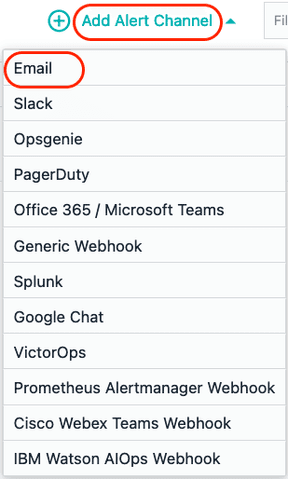 Add Alert Channel
Fil
Email
Slack
Opsgenie
PagerDuty
Office 365 / Microsoft Teams
Generic Webhook
Splunk
Google Chat
VictorOps
Prometheus Alertmanager Webhook
Cisco Webex Teams Webhook
IBM Watson AIOps Webhook